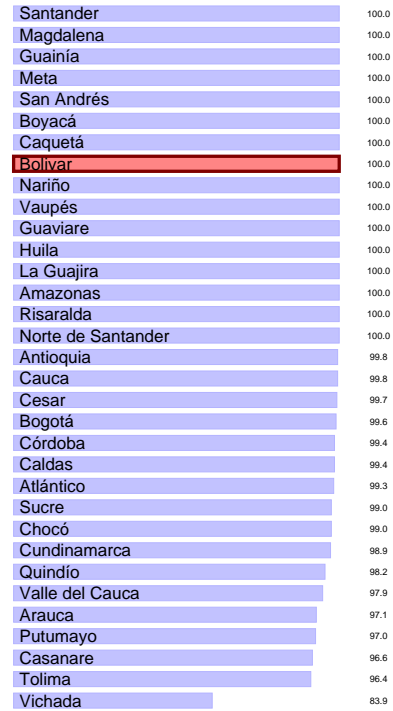 Santander 100.0
Magdalena 100.0
Guainía 100.0
Meta 100.0
San Andrés 100.0
Boyacá 100.0
Caquetá 100.0
Bolivar 100.0
Nariño 100.0
Vaupés 100.0
Guaviare 100.0
Huila 100.0
La Guajira 100.0
Amazonas 100.0
Risaralda 100.0
Norte de Santander 100.0
Antioquia 99.8
Cauca 99.8
Cesar 99.7
Bogotá 99.6
Córdoba 99.4
Caldas 99.4
Atlántico 99.3
Sucre 99.0
Chocó 99.0
Cundinamarca 98.9
Quindío 98.2
Valle del Cauca 97.9
Arauca 97.1
Putumayo 97.0
Casanare 96.6
Tolima 96.4
Vichada 83.9